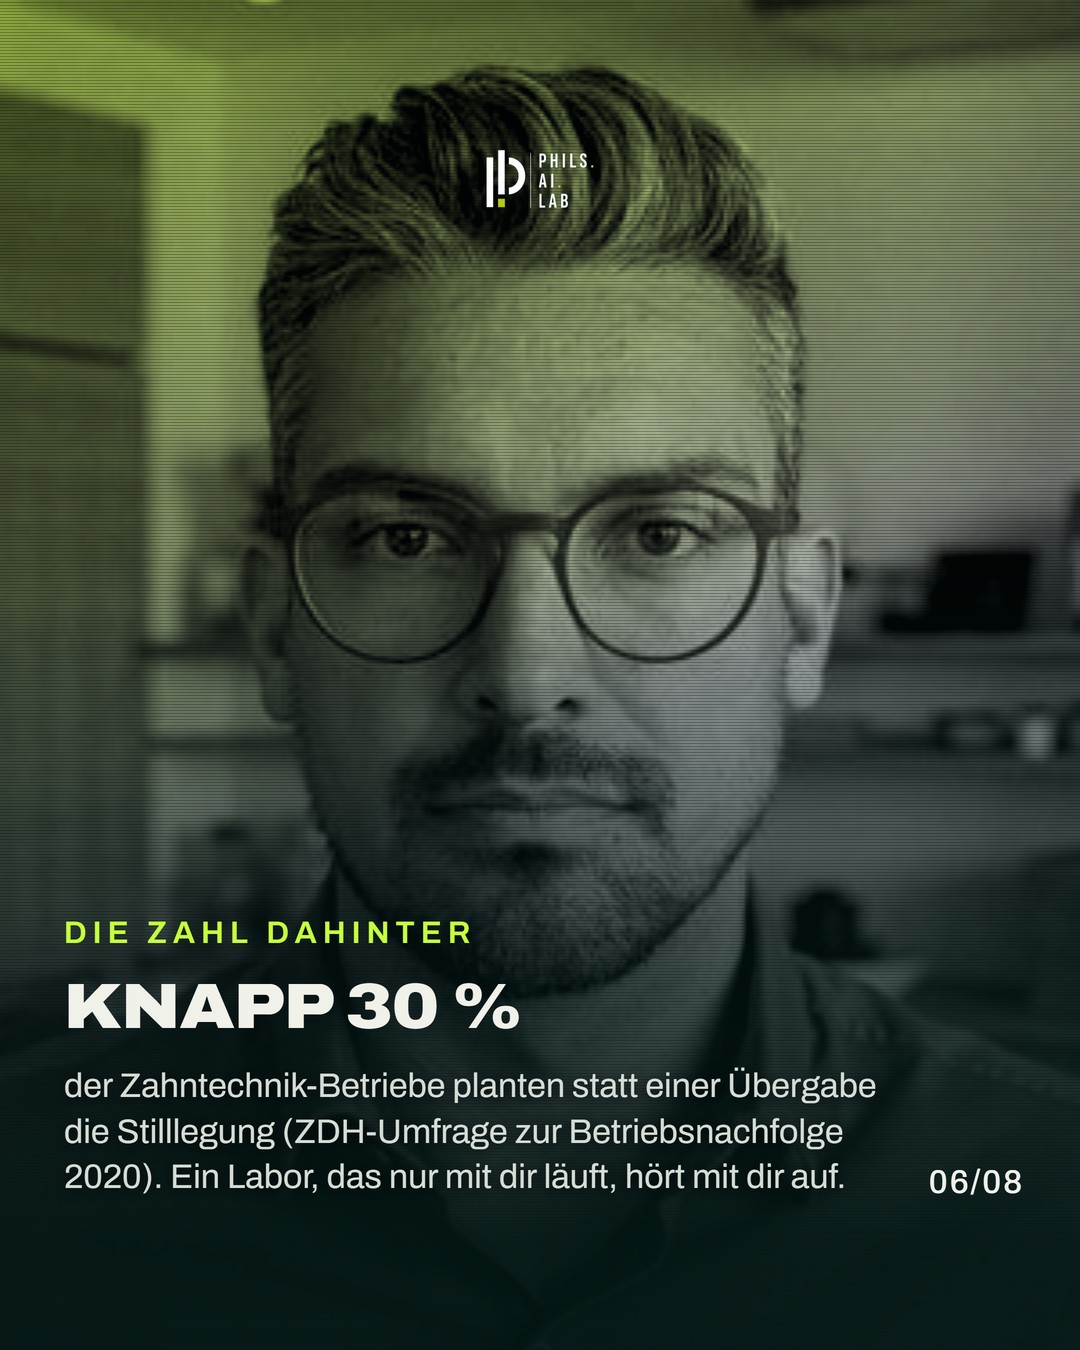 PHILS.
AI.
LAB
DIE ZAHL DAHINTER
KNAPP 30 %
der Zahntechnik-Betriebe planten statt einer Übergabe
die Stilllegung (ZDH-Umfrage zur Betriebsnachfolge
2020). Ein Labor, das nur mit dir läuft, hört mit dir auf.
06/08